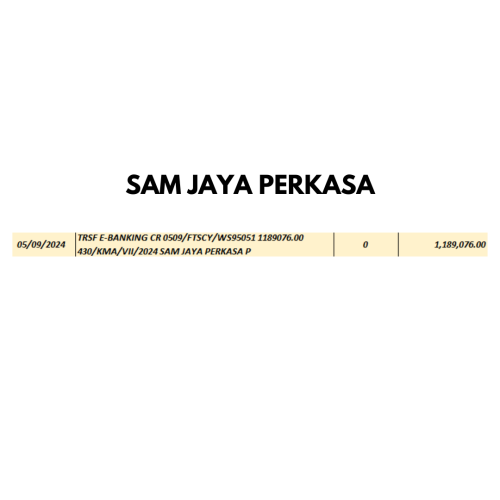 SAM JAYA PERKASA
05/09/2024 TRSF E-BANKING CR 0509/FTSCY/WS95051 1189076.00 0 1,189,076.00
430/KMA/VII/2024 SAM JAYA PERKASA P